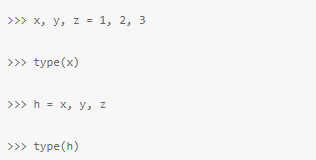 >>> x, y, z = 1, 2, 3
>>> type(x)
>>> h = x, y, z
>>> type(h)